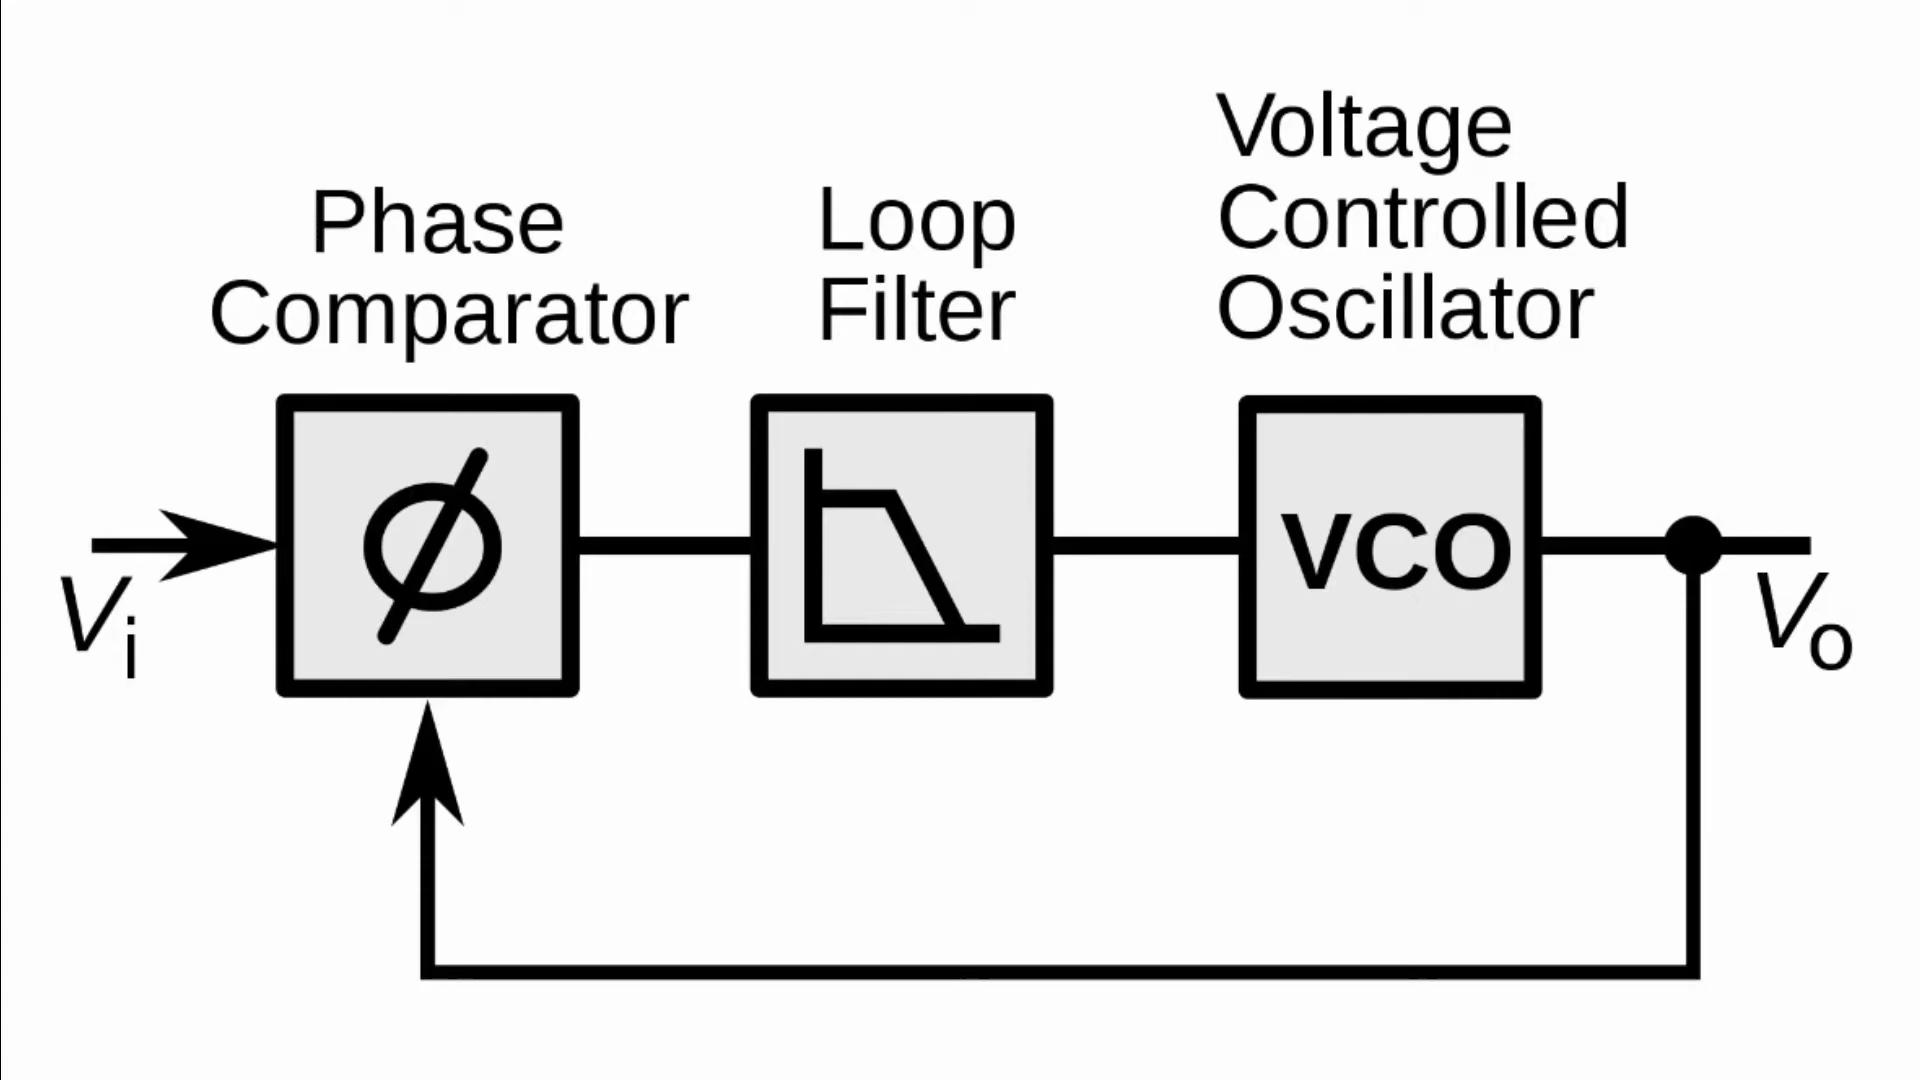 Phase
Comparator
Loop
Filter
Voltage
Controlled
Oscillator
ϕ
VCO
Vi
Vo